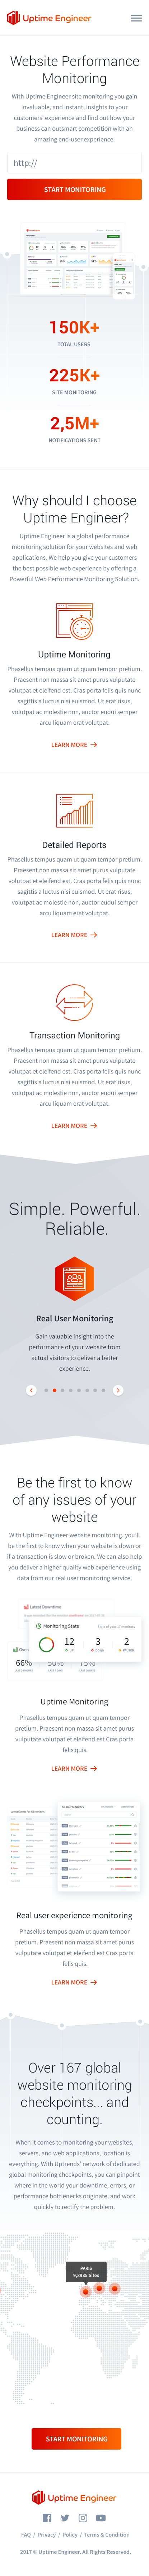 Uptime Engineer
Website Performance
Monitoring
With Uptime Engineer site monitoring you gain
invaluable, and instant, insights to your
customers' experience and find out how your
business can outsmart competition with an
amazing end-user experience.
http://
START MONITORING
150K+
TOTAL USERS
225K+
SITE MONITORING
2,5M+
NOTIFICATIONS SENT
Why should I choose
Uptime Engineer?
Uptime Engineer is a global performance
monitoring solution for your websites and web
applications. We help you give your customers
the best possible web experience by offering a
Powerful Web Performance Monitoring Solution.
Uptime Monitoring
Phasellus tempus quam ut quam tempor pretium.
Praesent non massa sit amet purus vulputate
volutpat et eleifend est. Cras porta felis quis nunc
sagittis a luctus nisi euismod. Ut erat risus,
volutpat ac molestie non, auctor eudui semper
arcu liquam erat volutpat.
LEARN MORE
Detailed Reports
Phasellus tempus quam ut quam tempor pretium.
Praesent non massa sit amet purus vulputate
volutpat et eleifend est. Cras porta felis quis nunc
sagittis a luctus nisi euismod. Ut erat risus,
volutpat ac molestie non, auctor eudui semper
arcu liquam erat volutpat.
LEARN MORE
Transaction Monitoring
Phasellus tempus quam ut quam tempor pretium.
Praesent non massa sit amet purus vulputate
volutpat et eleifend est. Cras porta felis quis nunc
sagittis a luctus nisi euismod. Ut erat risus,
volutpat ac molestie non, auctor eudui semper
arcu liquam erat volutpat.
LEARN MORE
Simple. Powerful.
Reliable.
Real User Monitoring
Gain valuable insight into the
performance of your website from
actual visitors to deliver a better
experience.
Be the first to know
of any issues of your
website
With Uptime Engineer website monitoring, you'll
be the first to know when your website is down or
if a transaction is slow or broken. We can also help
you deliver a higher quality web experience using
data from our real user monitoring service.
Latest Downtime
Monitoring Stats
12
3
2
66%
50%
75%
Uptime Monitoring
Phasellus tempus quam ut quam tempor
pretium. Praesent non massa sit amet purus
vulputate volutpat et eleifend est Cras porta
felis quis.
LEARN MORE
Real user experience monitoring
Phasellus tempus quam ut quam tempor
pretium. Praesent non massa sit amet purus
vulputate volutpat et eleifend est Cras porta
felis quis.
LEARN MORE
Over 167 global
website monitoring
checkpoints... and
counting.
When it comes to monitoring your websites,
servers, and web applications, location is
everything. With Uptrends' network of dedicated
global monitoring checkpoints, you can pinpoint
where in the world your downtime, errors, or
performance bottlenecks originate, and work
quickly to rectify the problem.
PARIS
9,8935 Sites
START MONITORING
Uptime Engineer
FAQ / Privacy / Policy / Terms & Condition
2017 © Uptime Engineer. All Rights Reserved.